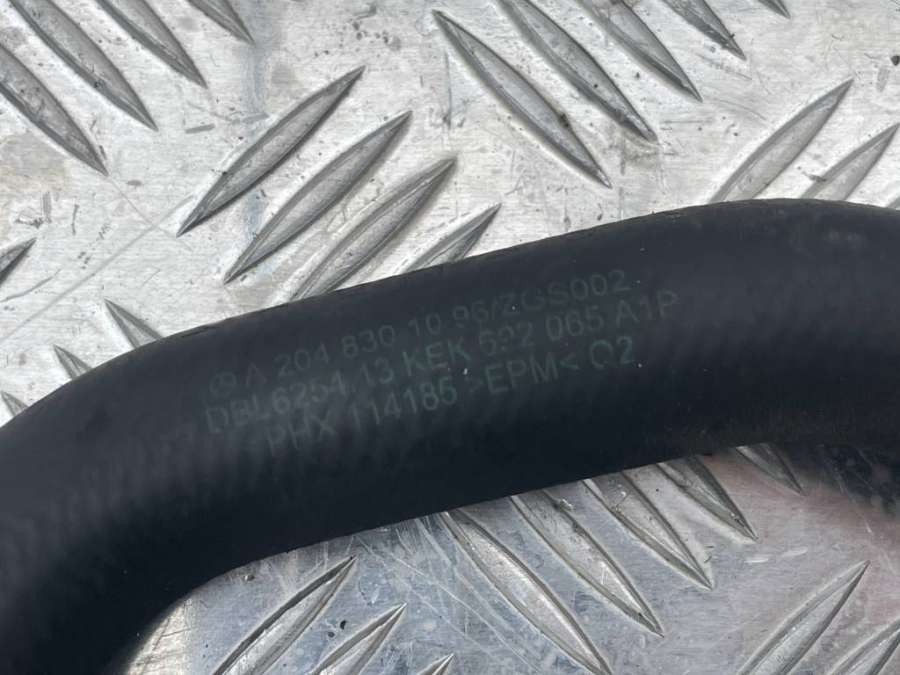 A 204 830 10 96/ZGS002
DBL6254.13 KEK 592 065 A1P
PHX 114185 >EPM< Q2